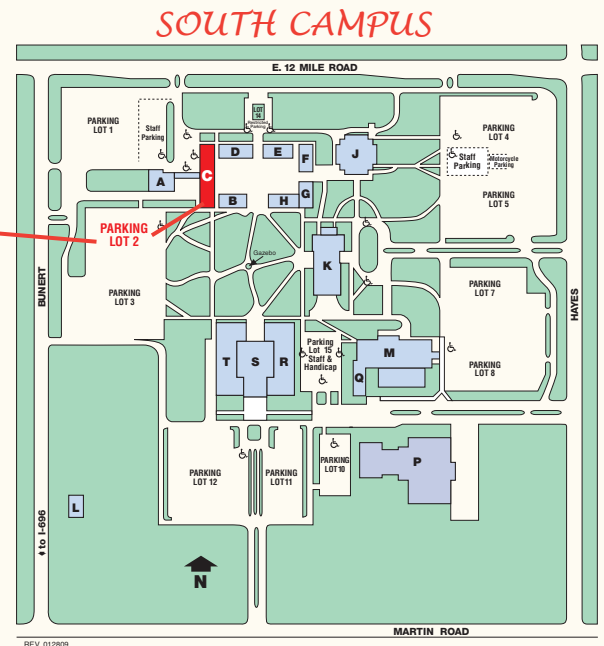 SOUTH CAMPUS
E. 12 MILE ROAD
PARKING
LOT 1
Staff
Parking
LOT
14
Restricted
Parking
PARKING
LOT 4
Staff
Parking
Motorcycle
Parking
D
E
F
J
C
A
B
H
G
PARKING
LOT 5
PARKING
LOT 2
Gazebo
K
BUNERT
PARKING
LOT 3
PARKING
LOT 7
HAYES
T
S
R
Parking
Lot 15
Staff &
Handicap
M
Q
PARKING
LOT 8
PARKING
LOT 12
PARKING
LOT11
PARKING
LOT10
P
L
to I-696
N
MARTIN ROAD
REV. 012809